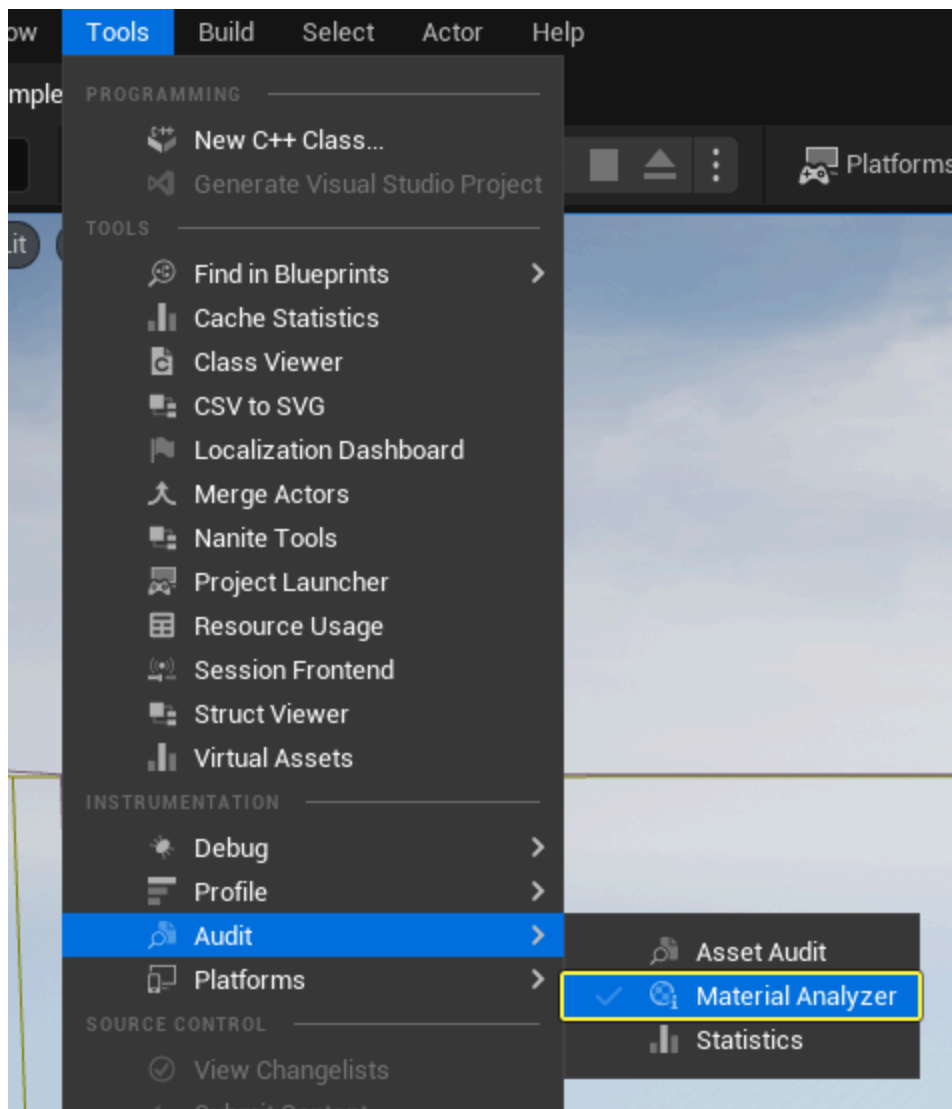 ow Tools Build Select Actor Help
mple
PROGRAMMING
New C++ Class...
Generate Visual Studio Project
Platforms
TOOLS
Lit
Find in Blueprints
Cache Statistics
Class Viewer
CSV to SVG
Localization Dashboard
Merge Actors
Nanite Tools
Project Launcher
Resource Usage
Session Frontend
Struct Viewer
Virtual Assets
INSTRUMENTATION
Debug
Profile
Audit
Asset Audit
Platforms
Material Analyzer
SOURCE CONTROL
Statistics
View Changelists